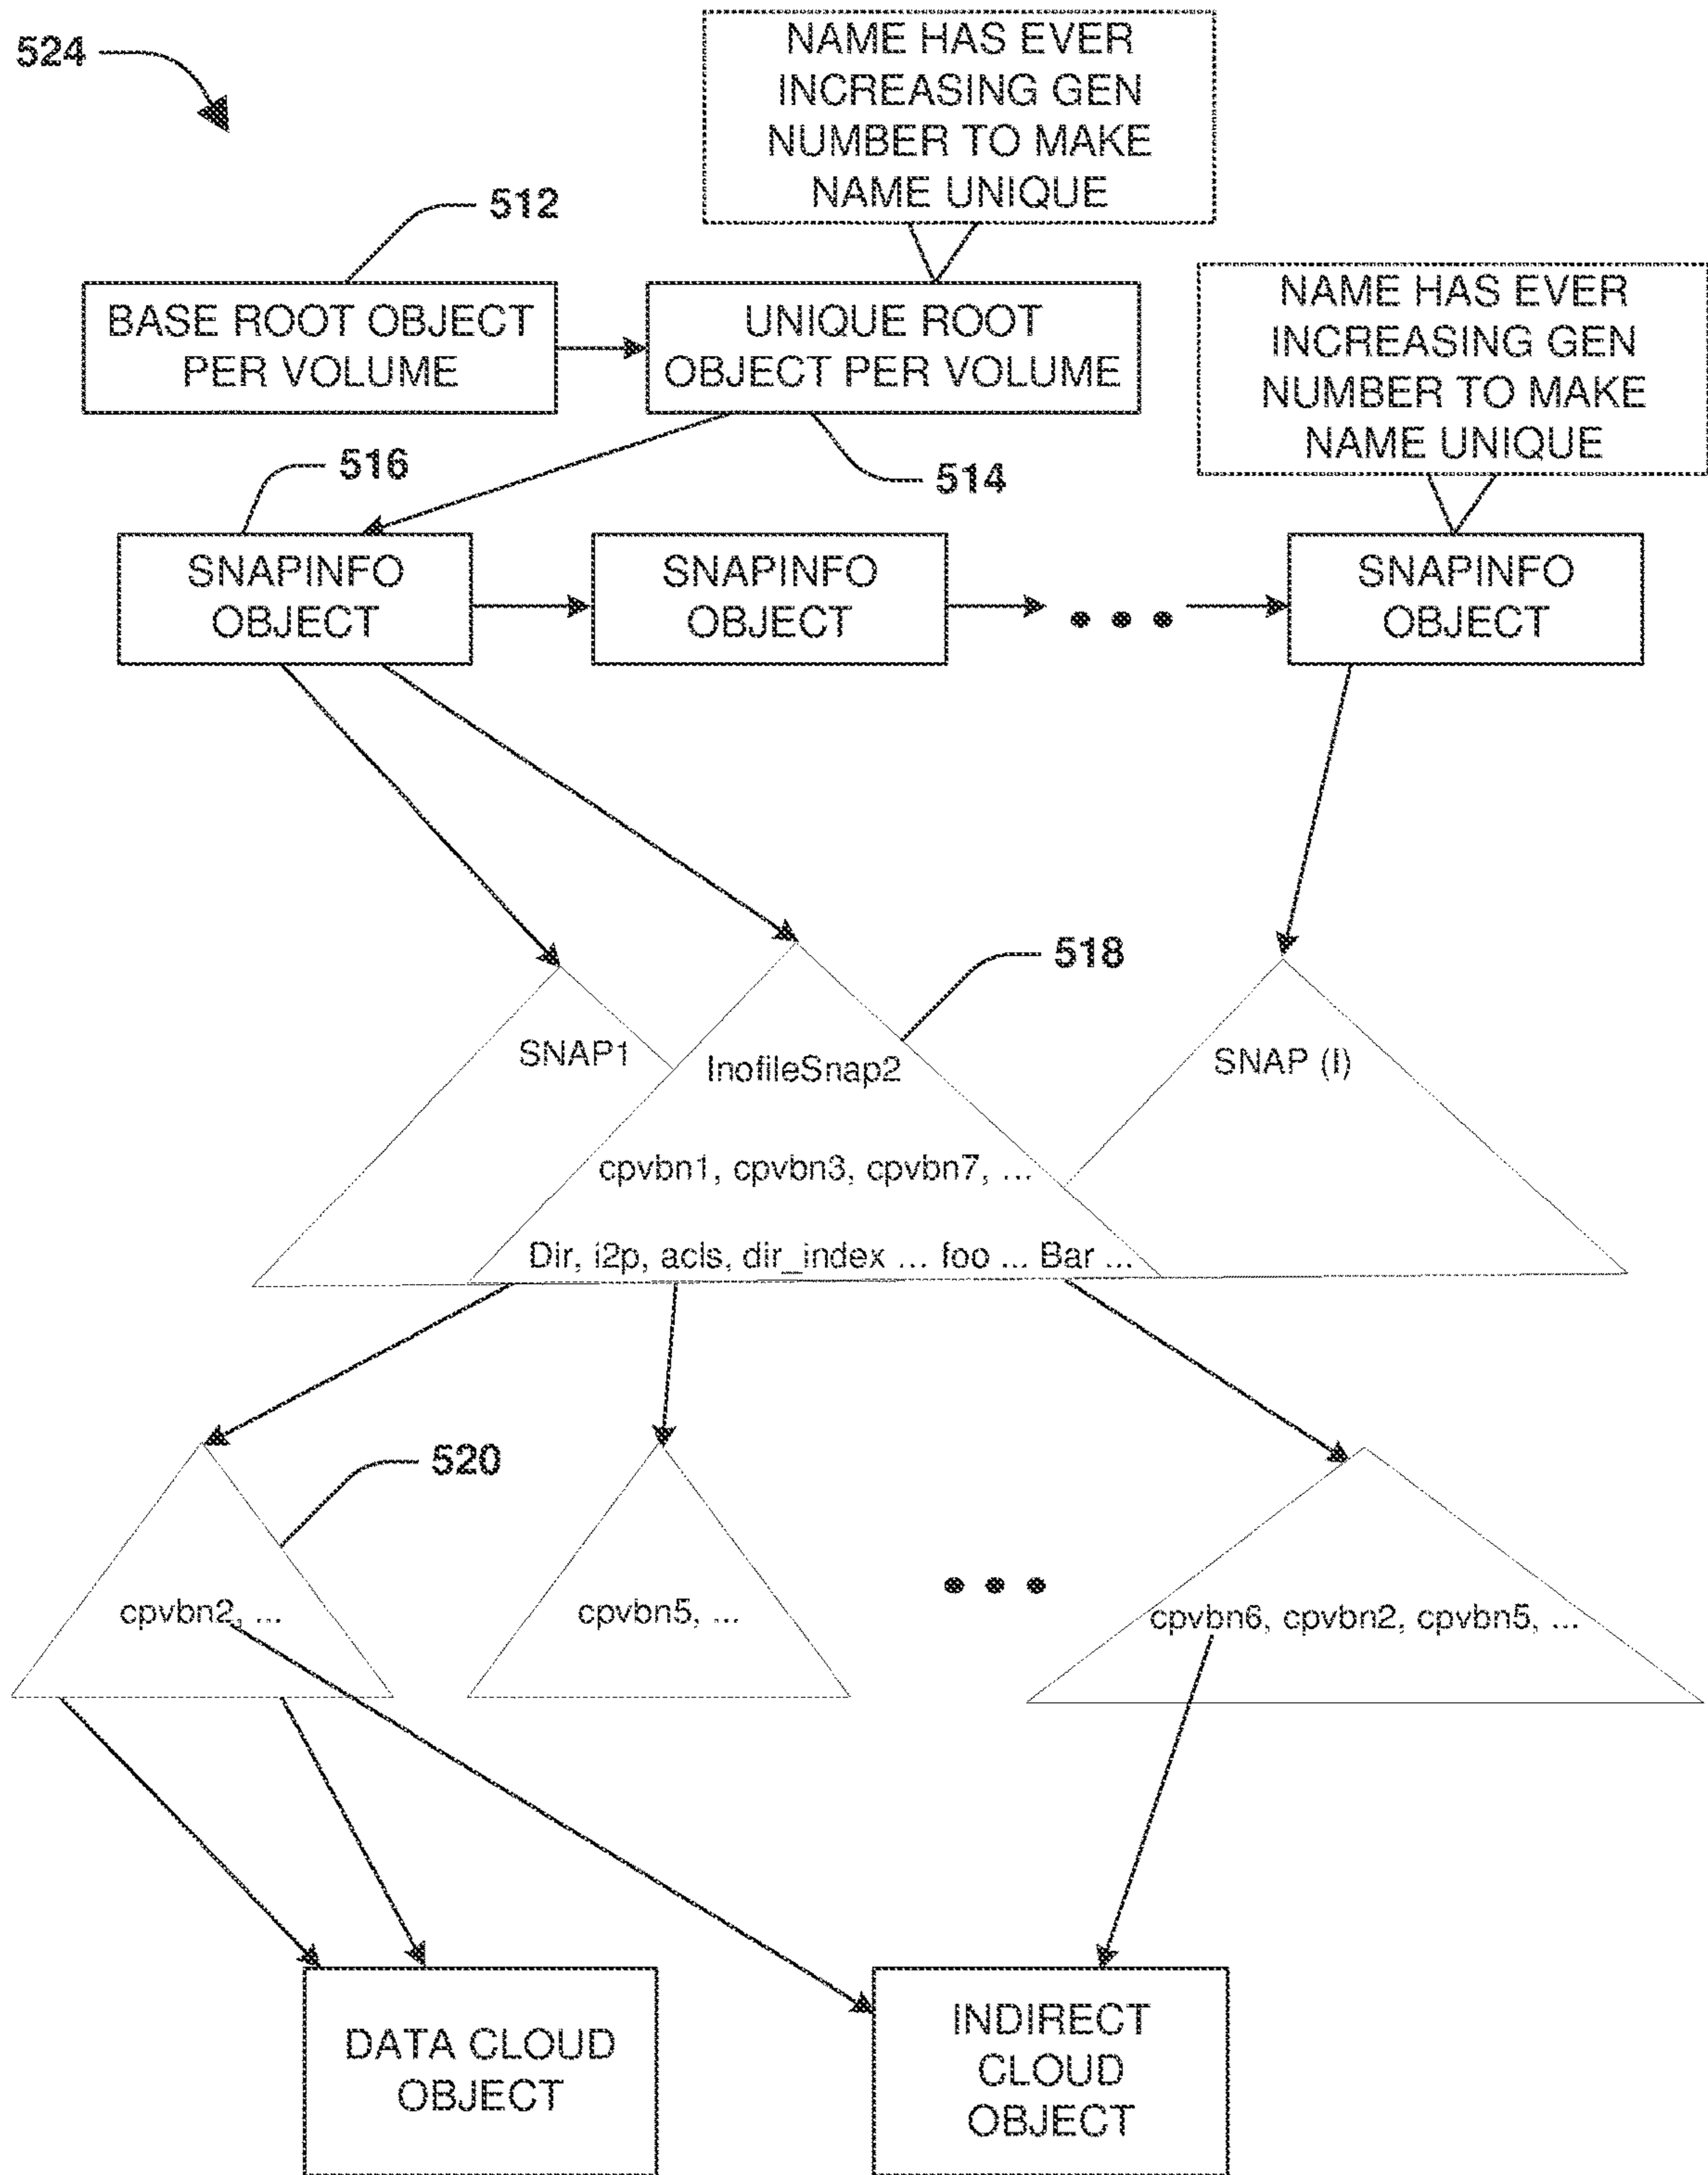 524
NAME HAS EVER
INCREASING GEN
NUMBER TO MAKE
NAME UNIQUE
512
BASE ROOT OBJECT
PER VOLUME
UNIQUE ROOT
OBJECT PER VOLUME
NAME HAS EVER
INCREASING GEN
NUMBER TO MAKE
NAME UNIQUE
516
514
SNAPINFO
OBJECT
SNAPINFO
OBJECT
• • •
SNAPINFO
OBJECT
518
SNAP1
InofileSnap2
SNAP (I)
cpvbn1, cpvbn3, cpvbn7, ...
Dir, i2p, acls, dir_index ... foo ... Bar ...
520
cpvbn2, ...
cpvbn5, ...
• • •
cpvbn6, cpvbn2, cpvbn5, ...
DATA CLOUD
OBJECT
INDIRECT
CLOUD
OBJECT